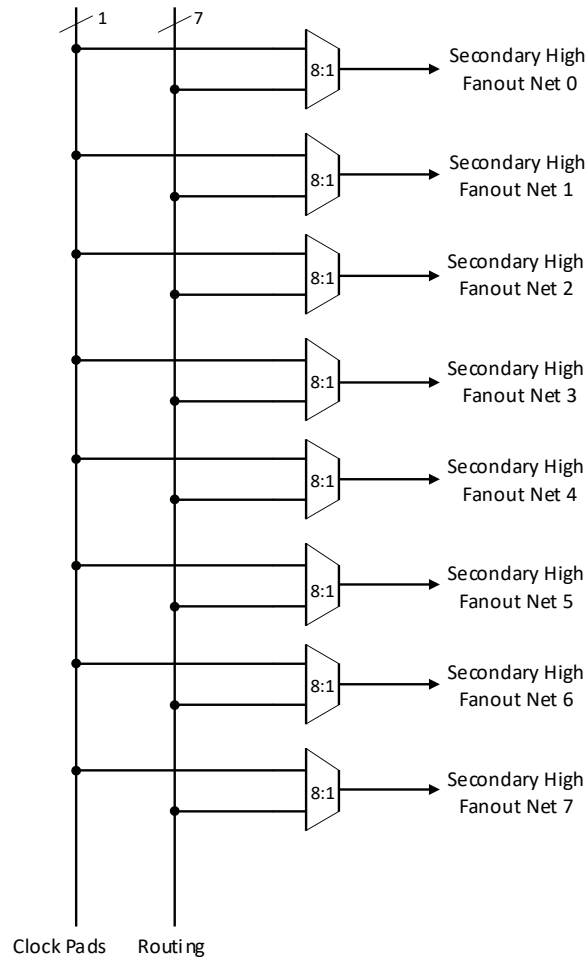 1
7
8:1
Secondary High
Fanout Net 0
8:1
Secondary High
Fanout Net 1
8:1
Secondary High
Fanout Net 2
8:1
Secondary High
Fanout Net 3
8:1
Secondary High
Fanout Net 4
8:1
Secondary High
Fanout Net 5
8:1
Secondary High
Fanout Net 6
8:1
Secondary High
Fanout Net 7
Clock Pads
Routing